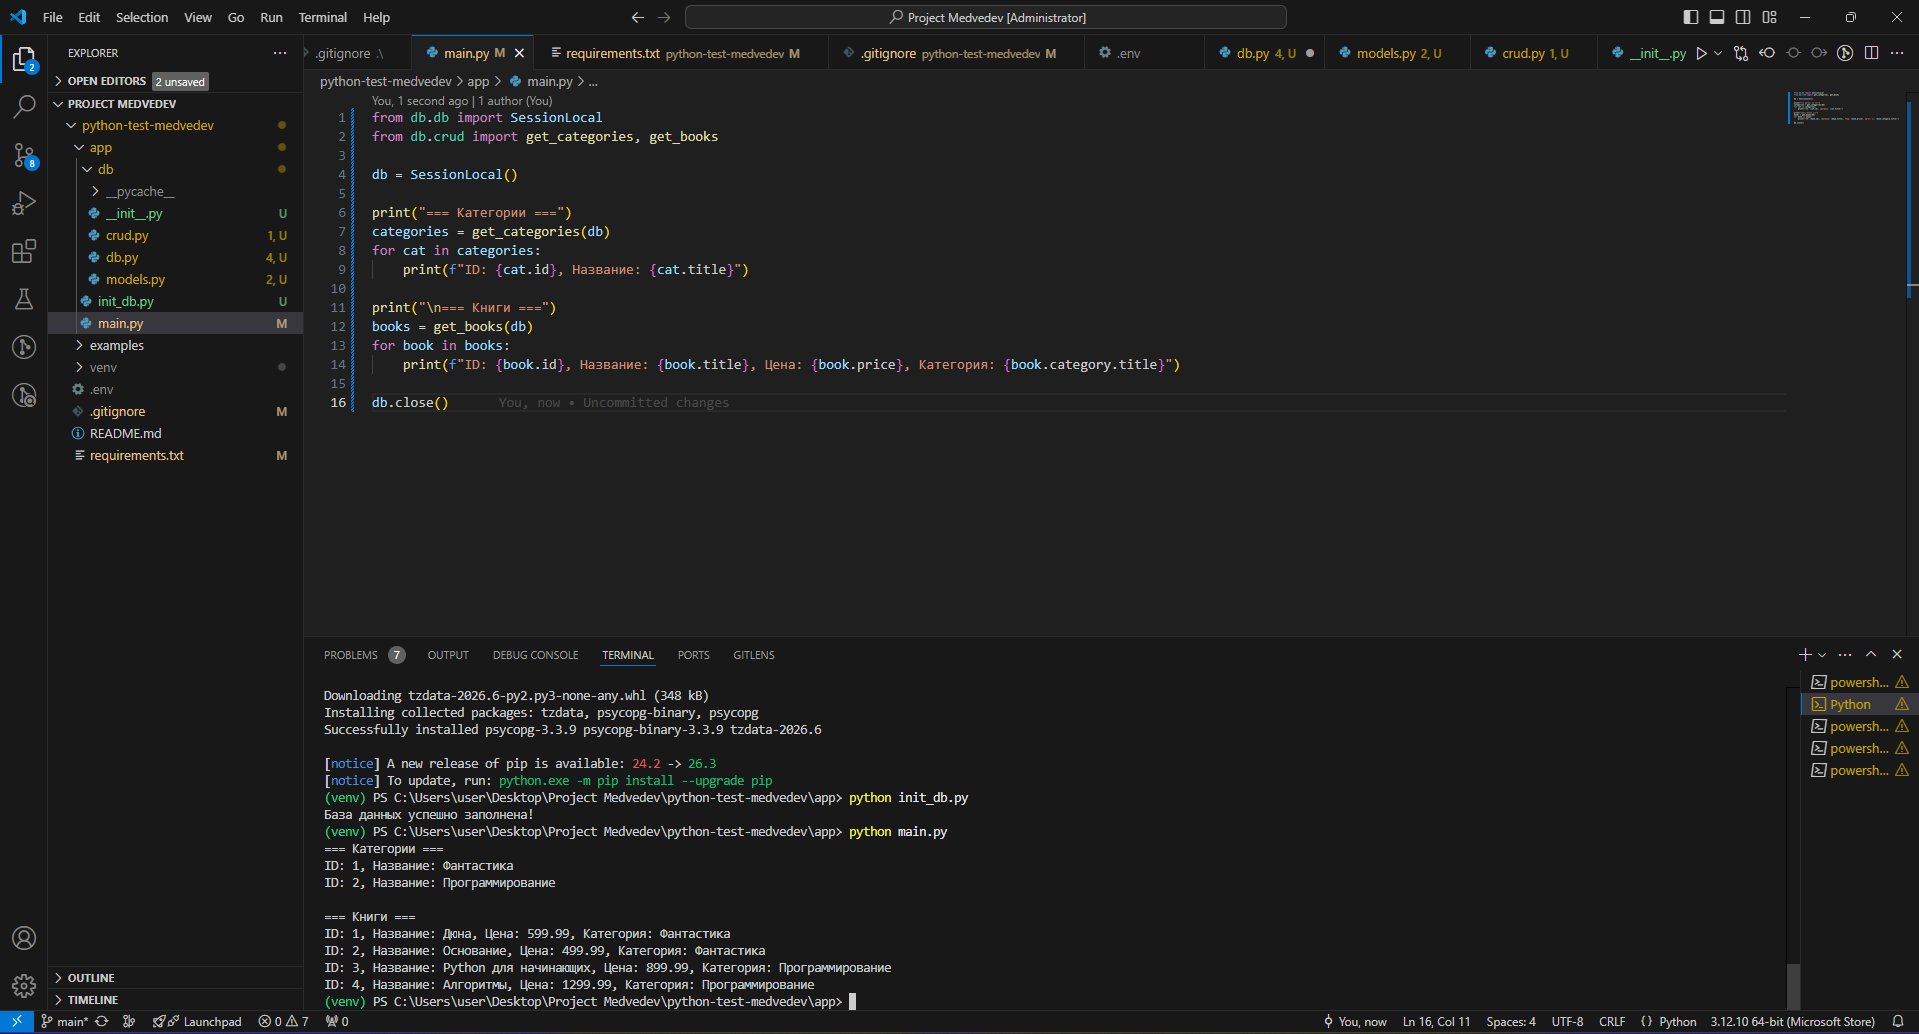 File Edit Selection View Go Run Terminal Help
Project Medvedev [Administrator]
EXPLORER
OPEN EDITORS 2 unsaved
PROJECT MEDVEDEV
python-test-medvedev
app
db
__pycache__
__init__.py U
crud.py 1, U
db.py 4, U
models.py 2, U
init_db.py U
main.py M
examples
venv
.env
.gitignore M
README.md
requirements.txt M
OUTLINE
TIMELINE
2
8
.gitignore .\
main.py M
requirements.txt python-test-medvedev M
.gitignore python-test-medvedev M
.env
db.py 4, U
models.py 2, U
crud.py 1, U
__init__.py
python-test-medvedev > app > main.py > ...
You, 1 second ago | 1 author (You)
1 from db.db import SessionLocal
2 from db.crud import get_categories, get_books
3
4 db = SessionLocal()
5
6 print("=== Категории ===")
7 categories = get_categories(db)
8 for cat in categories:
9 print(f"ID: {cat.id}, Название: {cat.title}")
10
11 print("\n=== Книги ===")
12 books = get_books(db)
13 for book in books:
14 print(f"ID: {book.id}, Название: {book.title}, Цена: {book.price}, Категория: {book.category.title}")
15
16 db.close() You, now • Uncommitted changes
PROBLEMS 7 OUTPUT DEBUG CONSOLE TERMINAL PORTS GITLENS
Downloading tzdata-2026.6-py2.py3-none-any.whl (348 kB)
Installing collected packages: tzdata, psycopg-binary, psycopg
Successfully installed psycopg-3.3.9 psycopg-binary-3.3.9 tzdata-2026.6
[notice] A new release of pip is available: 24.2 -> 26.3
[notice] To update, run: python.exe -m pip install --upgrade pip
(venv) PS C:\Users\user\Desktop\Project Medvedev\python-test-medvedev\app> python init_db.py
База данных успешно заполнена!
(venv) PS C:\Users\user\Desktop\Project Medvedev\python-test-medvedev\app> python main.py
=== Категории ===
ID: 1, Название: Фантастика
ID: 2, Название: Программирование
=== Книги ===
ID: 1, Название: Дюна, Цена: 599.99, Категория: Фантастика
ID: 2, Название: Основание, Цена: 499.99, Категория: Фантастика
ID: 3, Название: Python для начинающих, Цена: 899.99, Категория: Программирование
ID: 4, Название: Алгоритмы, Цена: 1299.99, Категория: Программирование
(venv) PS C:\Users\user\Desktop\Project Medvedev\python-test-medvedev\app>
powersh...
Python
powersh...
powersh...
powersh...
main* Launchpad 0 7 0
You, now Ln 16, Col 11 Spaces: 4 UTF-8 CRLF {} Python 3.12.10 64-bit (Microsoft Store)